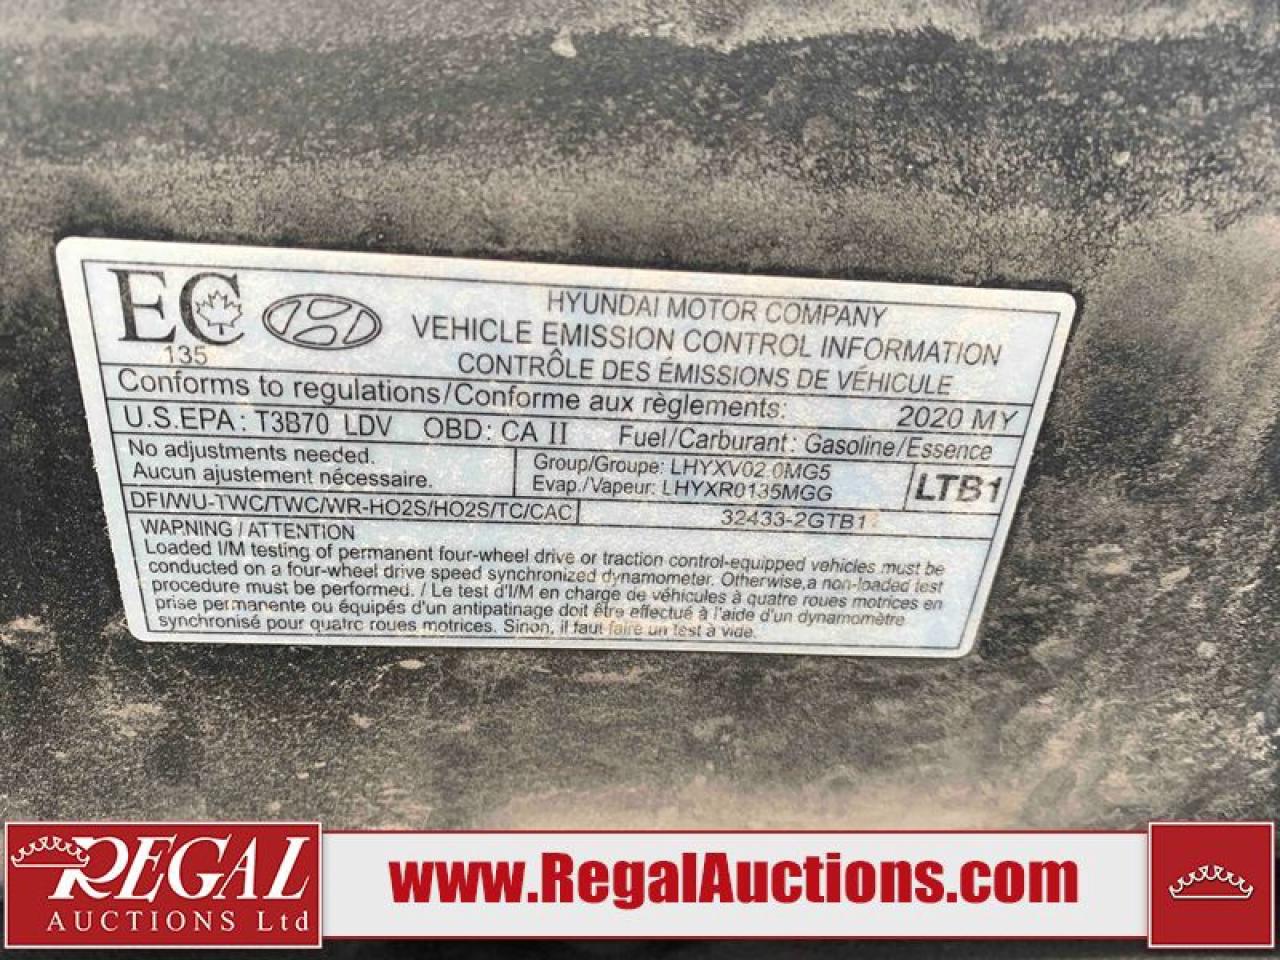 EC
135
HYUNDAI
HYUNDAI MOTOR COMPANY
VEHICLE EMISSION CONTROL INFORMATION
CONTRÔLE DES ÉMISSIONS DE VÉHICULE
Conforms to regulations/Conforme aux règlements: 2020 MY
U.S.EPA: T3B70 LDV OBD: CA II Fuel/Carburant: Gasoline/Essence
No adjustments needed.
Aucun ajustement nécessaire.
Group/Groupe: LHYXV02.0MG5
Evap./Vapeur: LHYXR0135MGG
LTB1
DFI/WU-TWC/TWC/WR-HO2S/HO2S/TC/CAC
32433-2GTB1
WARNING / ATTENTION
Loaded I/M testing of permanent four-wheel drive or traction control-equipped vehicles must be
conducted on a four-wheel drive speed synchronized dynamometer. Otherwise,a non-loaded test
procedure must be performed. / Le test d'I/M en charge de véhicules à quatre roues motrices en
prise permanente ou équipés d'un antipatinage doit être effectué à l'aide d'un dynamomètre
synchronisé pour quatre roues motrices. Sinon, il faut faire un test à vide.
REGAL
AUCTIONS Ltd
www.RegalAuctions.com